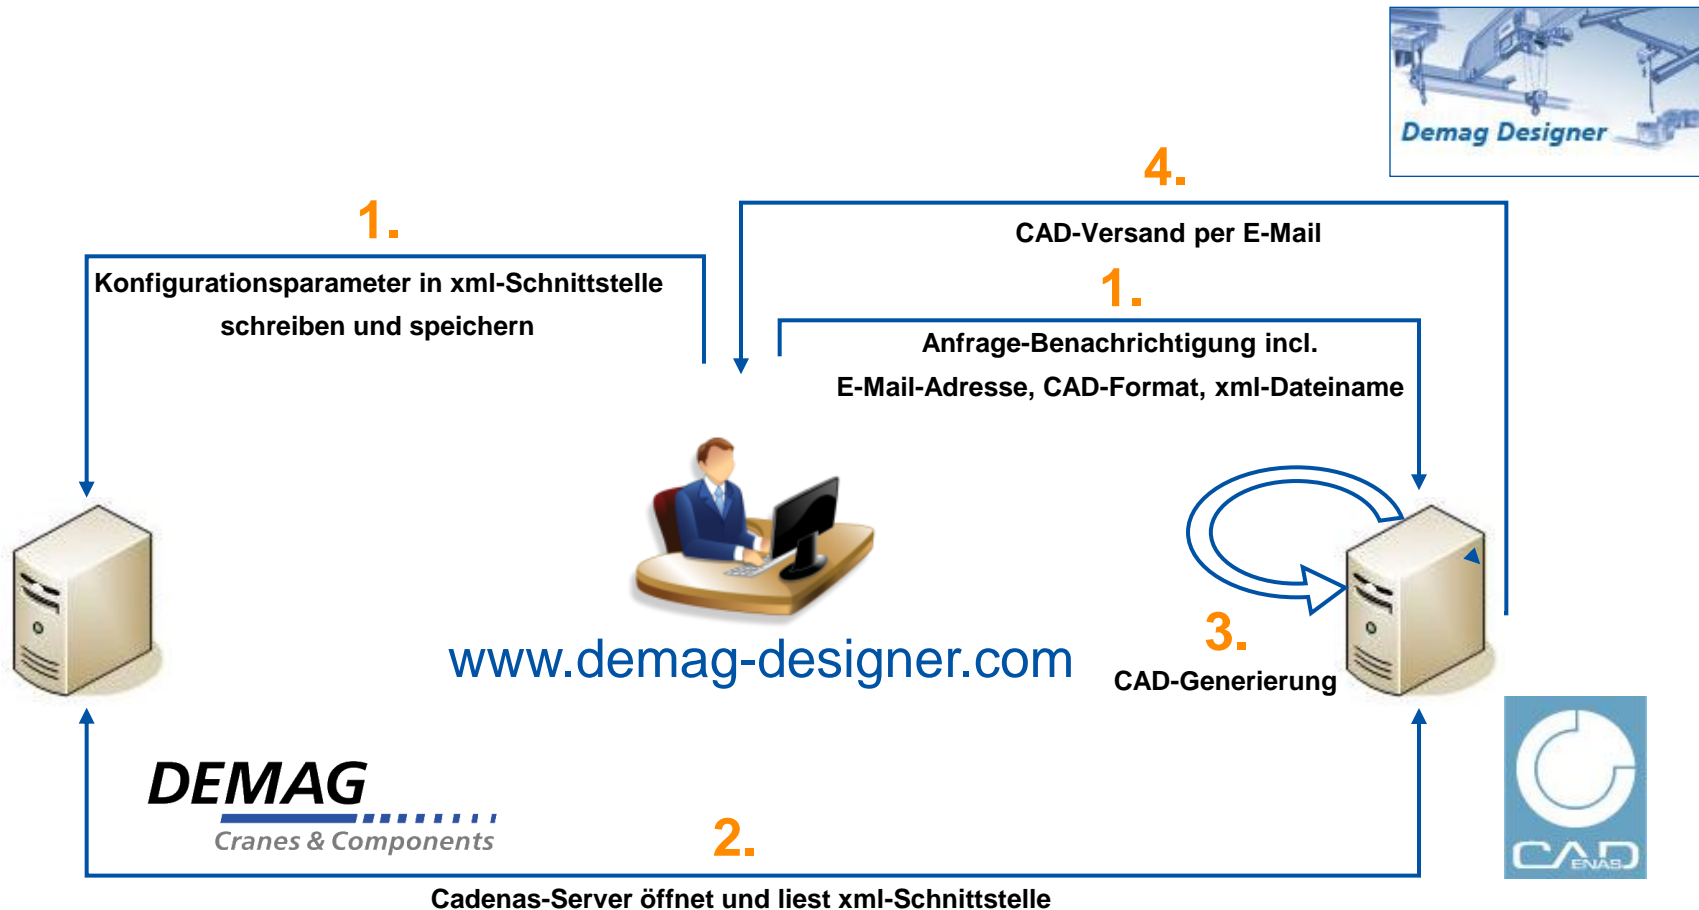 Demag Designer
4.
CAD-Versand per E-Mail
1.
Konfigurationsparameter in xml-Schnittstelle
schreiben und speichern
1.
Anfrage-Benachrichtigung incl.
E-Mail-Adresse, CAD-Format, xml-Dateiname
www.demag-designer.com
3.
CAD-Generierung
DEMAG
Cranes & Components
2.
Cadenas-Server öffnet und liest xml-Schnittstelle
CAD
ENAS